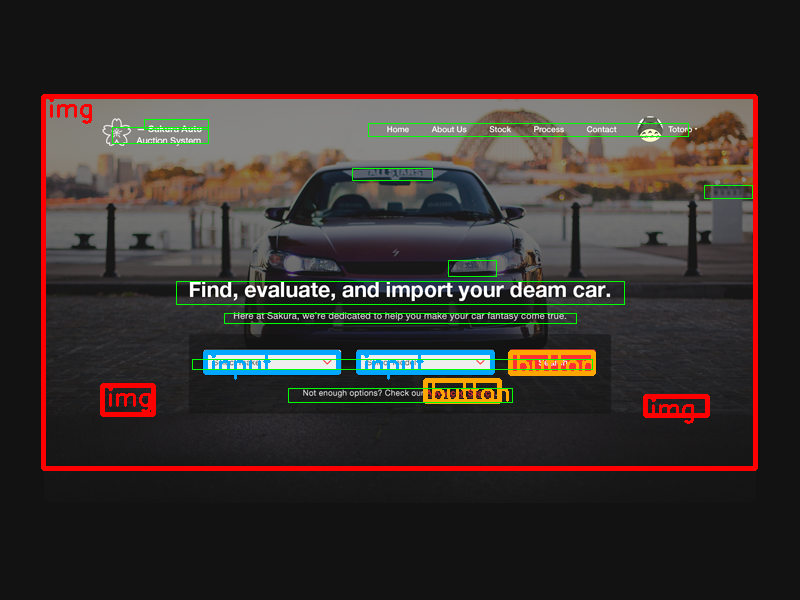 img
Sakura Auto
Auction System
Home About Us Stock Process Contact Totoro
ALLSTARS
Find, evaluate, and import your deam car.
Here at Sakura, we're dedicated to help you make your car fantasy come true.
input input button
Not enough options? Check our button
img
img